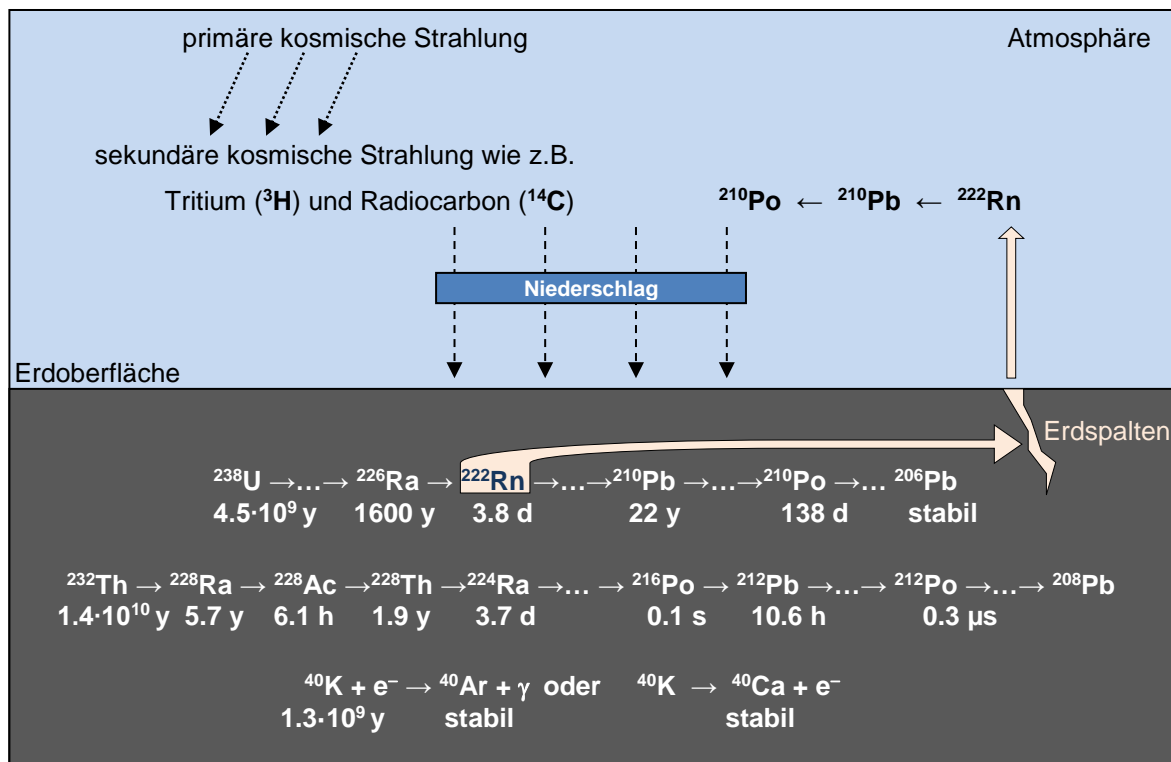 primäre kosmische Strahlung
Atmosphäre
sekundäre kosmische Strahlung wie z.B.
Tritium (³H) und Radiocarbon (¹⁴C)
²¹⁰Po ← ²¹⁰Pb ← ²²²Rn
Niederschlag
Erdoberfläche
Erdspalten
²³⁸U →…→ ²²⁶Ra → ²²²Rn →…→²¹⁰Pb →…→²¹⁰Po →… ²⁰⁶Pb
4.5·10⁹ y 1600 y 3.8 d 22 y 138 d stabil
²³²Th → ²²⁸Ra → ²²⁸Ac →²²⁸Th →²²⁴Ra →… → ²¹⁶Po → ²¹²Pb →…→ ²¹²Po →…→ ²⁰⁸Pb
1.4·10¹⁰ y 5.7 y 6.1 h 1.9 y 3.7 d 0.1 s 10.6 h 0.3 µs
⁴⁰K + e⁻ → ⁴⁰Ar + γ oder ⁴⁰K → ⁴⁰Ca + e⁻
1.3·10⁹ y stabil stabil